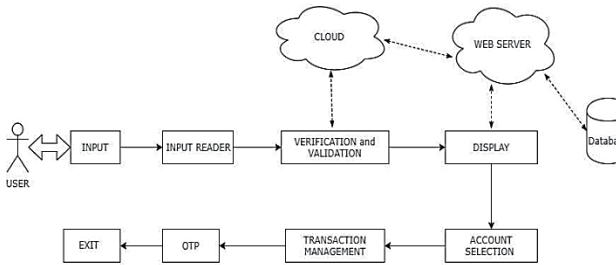 CLOUD
WEB SERVER
USER
INPUT
INPUT READER
VERIFICATION and
VALIDATION
DISPLAY
Databa
EXIT
OTP
TRANSACTION
MANAGEMENT
ACCOUNT
SELECTION